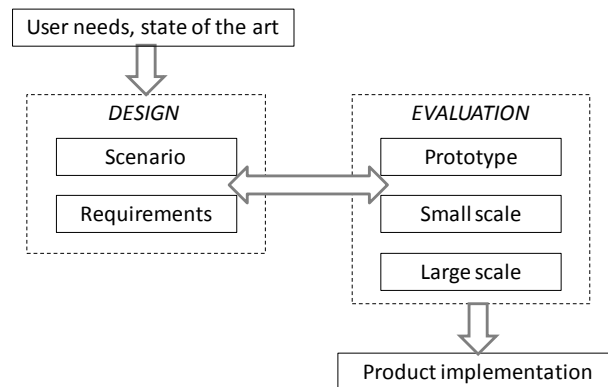 User needs, state of the art
DESIGN
Scenario
Requirements
EVALUATION
Prototype
Small scale
Large scale
Product implementation